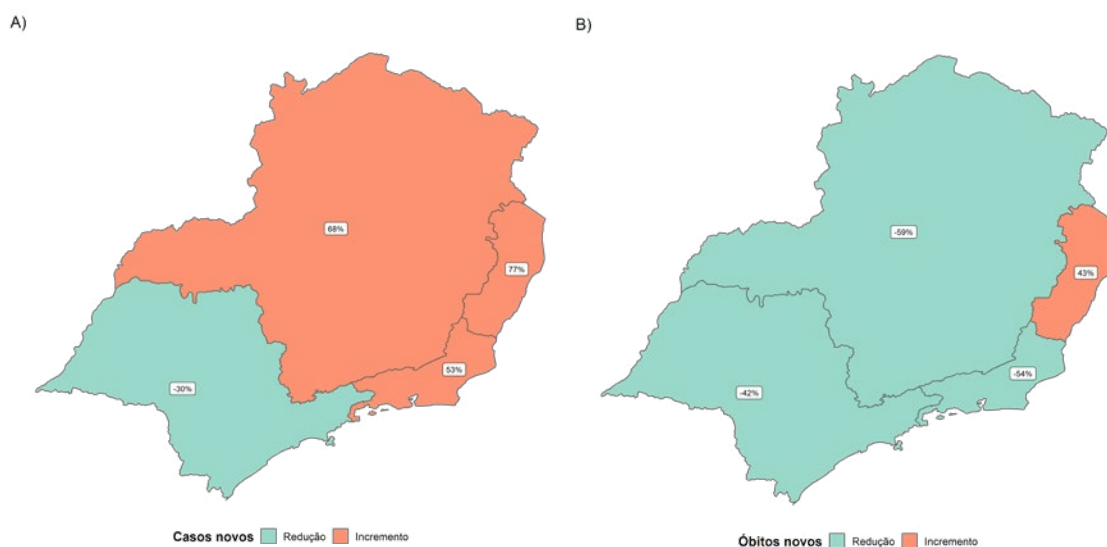 A)
68%
77%
53%
-30%
Casos novos Redução Incremento
B)
-59%
43%
-54%
-42%
Óbitos novos Redução Incremento